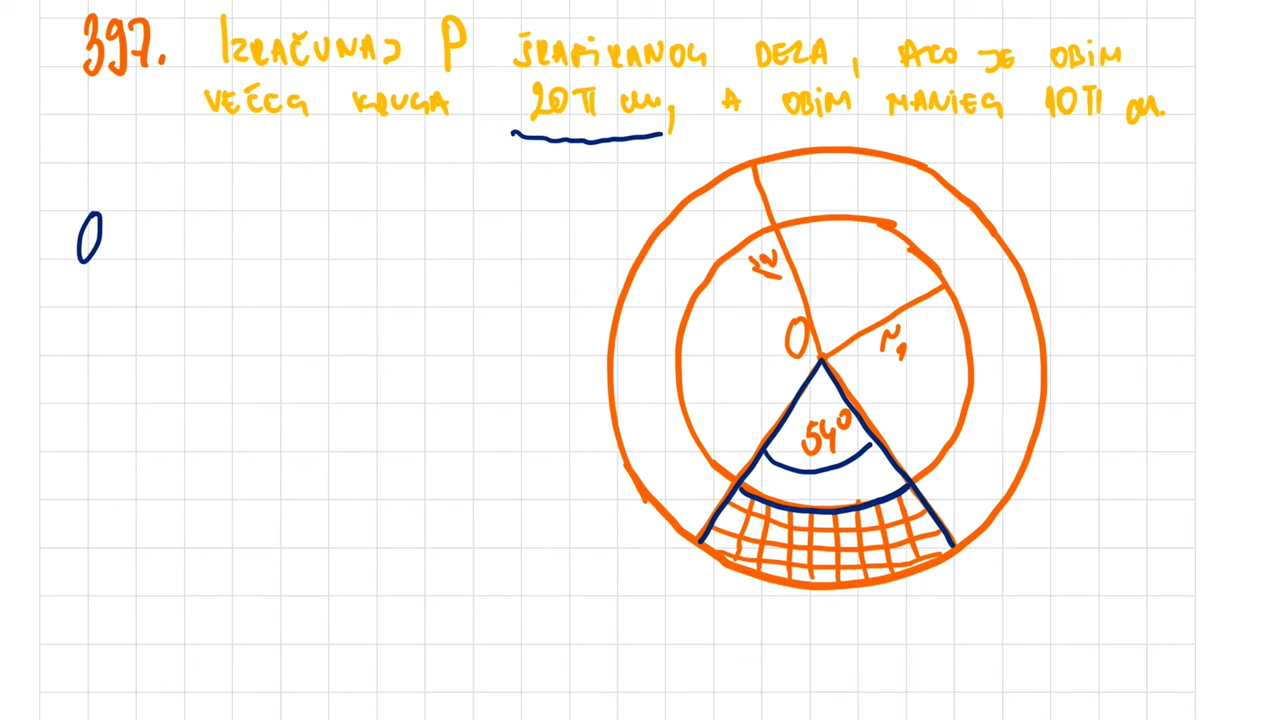 397. IZRAČUNAJ P ŠRAFIRANOG DELA, AKO JE OBIM
VEĆEG KRUGA 20π cm, A OBIM MANJEG 10π cm.
O
r2
O
r1
54°